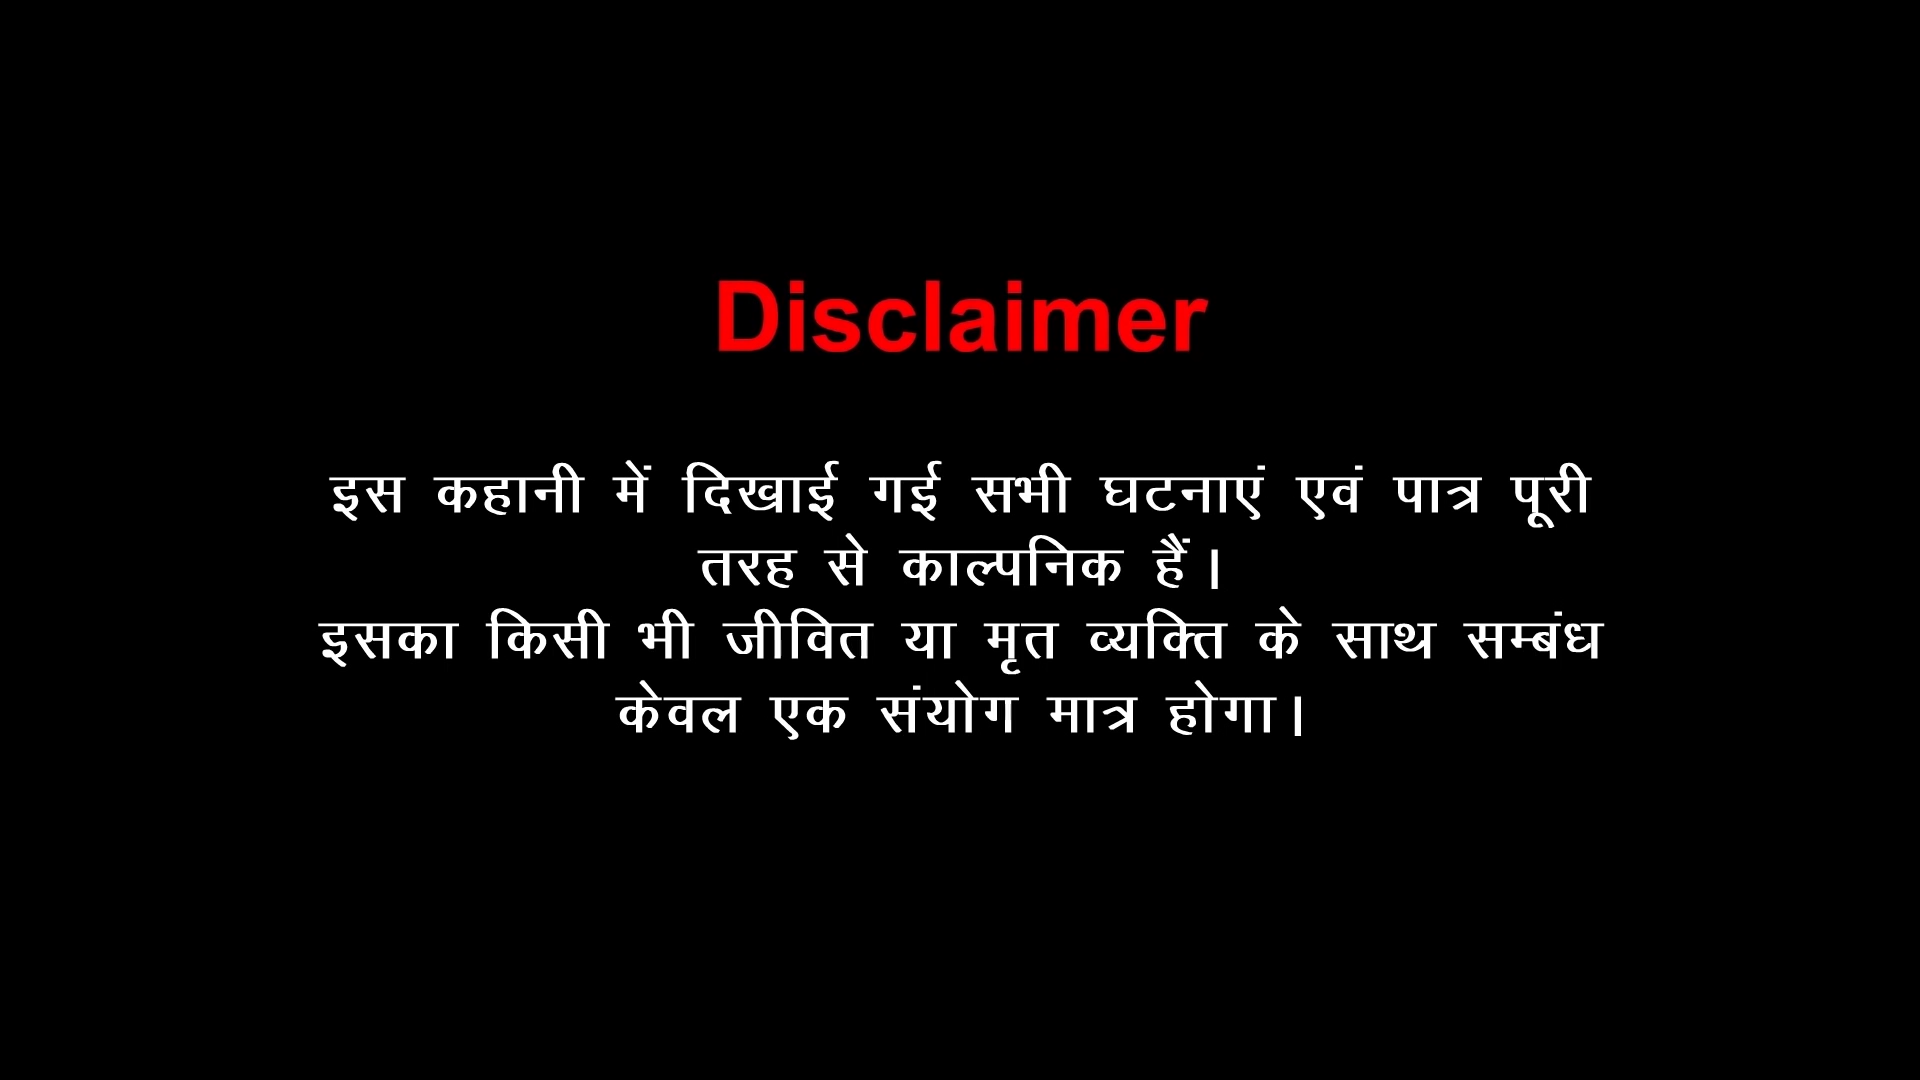 Disclaimer
इस कहानी में दिखाई गई सभी घटनाएं एवं पात्र पूरी
तरह से काल्पनिक हैं।
इसका किसी भी जीवित या मृत व्यक्ति के साथ सम्बंध
केवल एक संयोग मात्र होगा।